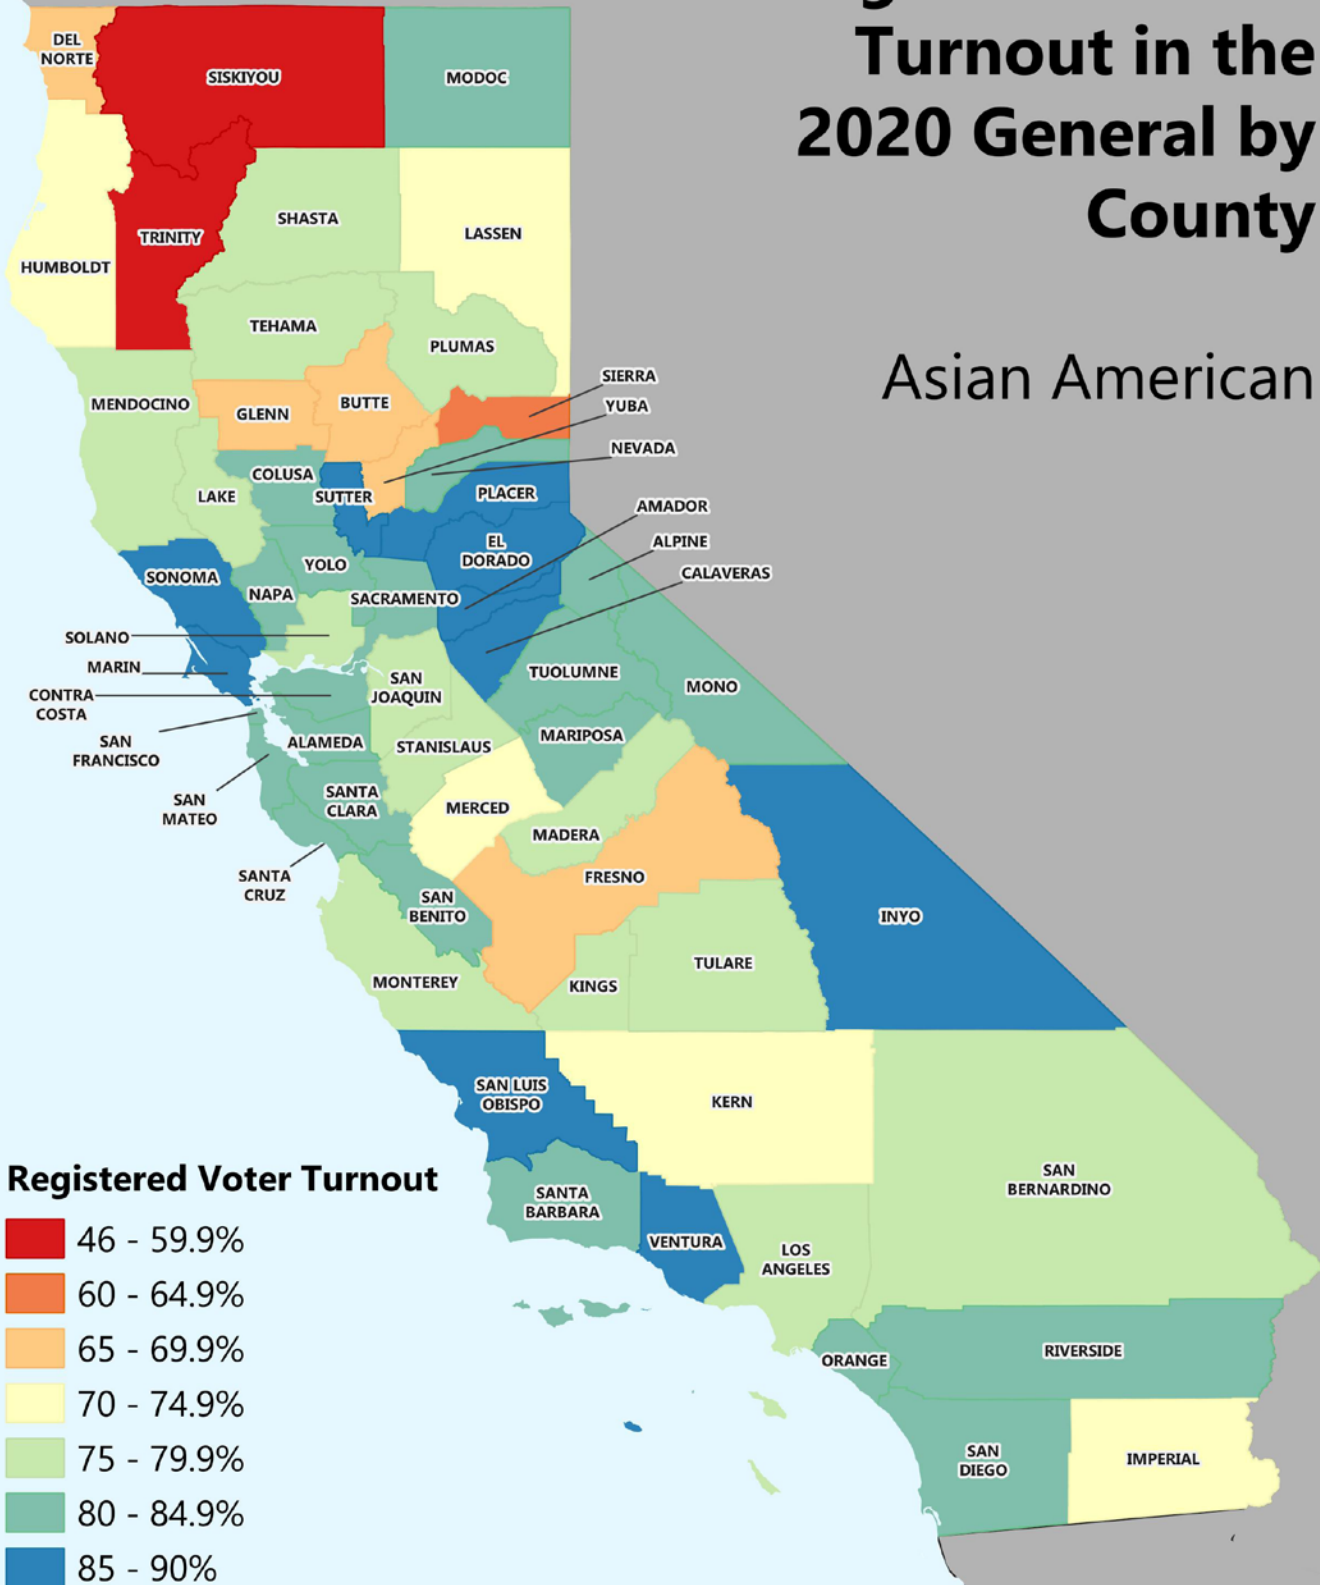 Turnout in the
2020 General by
County
Asian American
DEL
NORTE
SISKIYOU
MODOC
SHASTA
LASSEN
TRINITY
HUMBOLDT
TEHAMA
PLUMAS
SIERRA
YUBA
MENDOCINO
GLENN
BUTTE
NEVADA
COLUSA
LAKE
SUTTER
PLACER
AMADOR
EL
DORADO
ALPINE
YOLO
CALAVERAS
SONOMA
NAPA
SACRAMENTO
SOLANO
MARIN
CONTRA
COSTA
SAN
JOAQUIN
TUOLUMNE
MONO
SAN
FRANCISCO
ALAMEDA
STANISLAUS
MARIPOSA
SAN
MATEO
SANTA
CLARA
MERCED
MADERA
SANTA
CRUZ
FRESNO
SAN
BENITO
INYO
MONTEREY
KINGS
TULARE
SAN LUIS
OBISPO
KERN
SAN
BERNARDINO
SANTA
BARBARA
VENTURA
LOS
ANGELES
ORANGE
RIVERSIDE
SAN
DIEGO
IMPERIAL
Registered Voter Turnout
46 - 59.9%
60 - 64.9%
65 - 69.9%
70 - 74.9%
75 - 79.9%
80 - 84.9%
85 - 90%